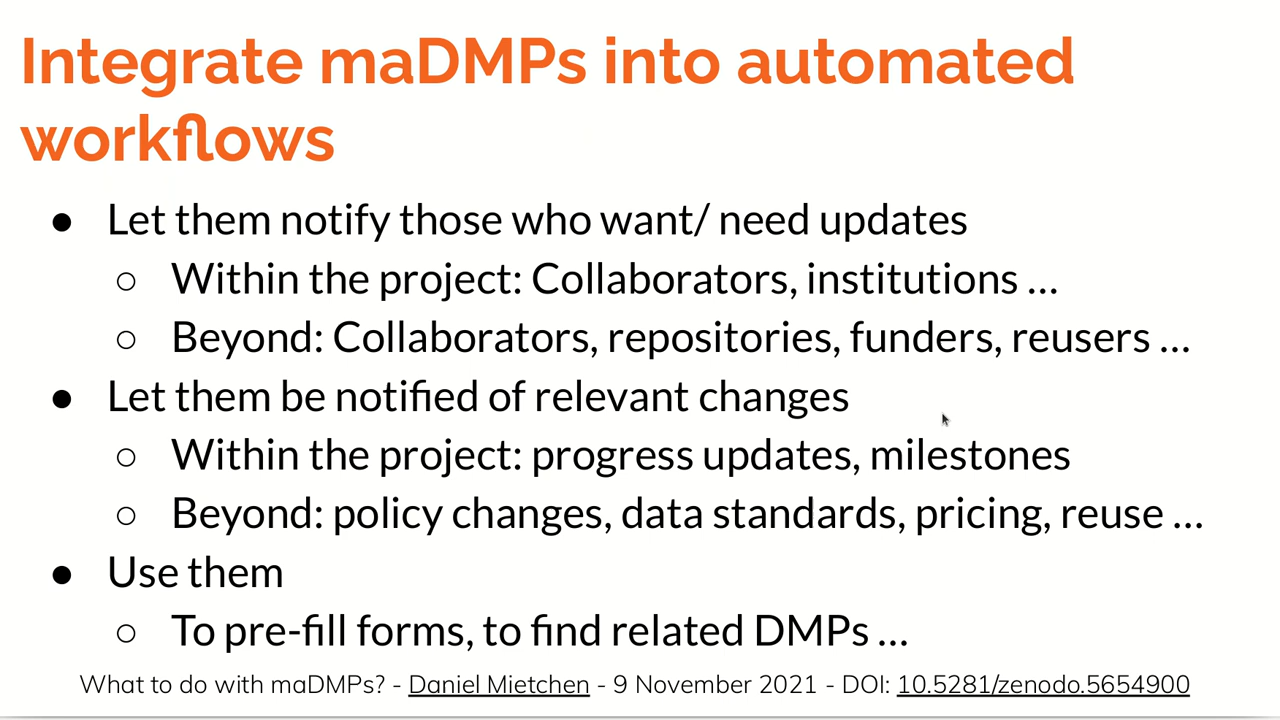 Integrate maDMPs into automated
workflows
● Let them notify those who want/ need updates
○ Within the project: Collaborators, institutions ...
○ Beyond: Collaborators, repositories, funders, reusers ...
● Let them be notified of relevant changes
○ Within the project: progress updates, milestones
○ Beyond: policy changes, data standards, pricing, reuse ...
● Use them
○ To pre-fill forms, to find related DMPs ...
What to do with maDMPs? - Daniel Mietchen - 9 November 2021 - DOI: 10.5281/zenodo.5654900